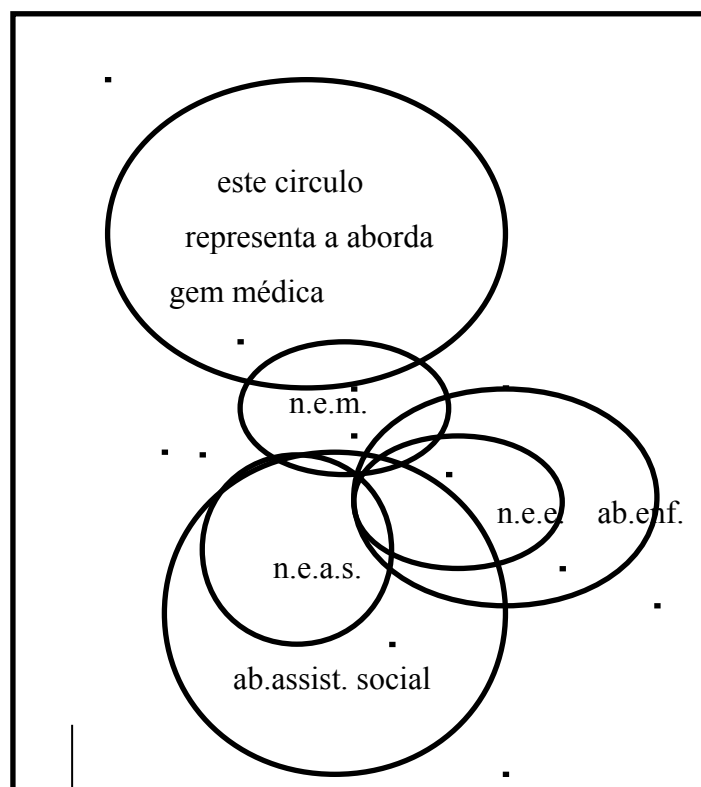 este circulo
representa a aborda
gem médica
n.e.m.
n.e.e. ab.enf.
n.e.a.s.
ab.assist. social